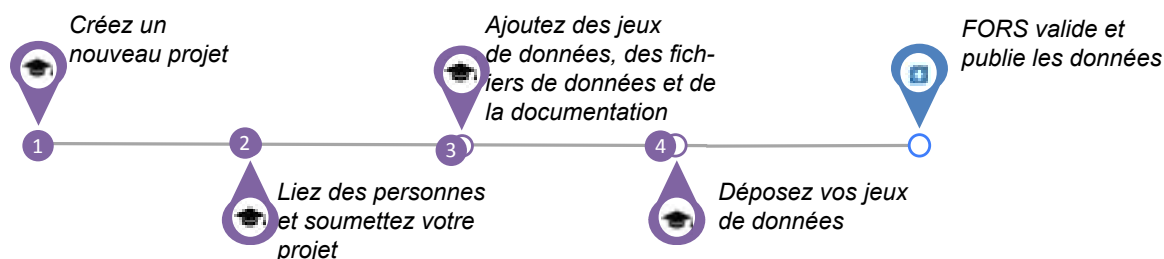 Créez un
nouveau projet
Ajoutez des jeux
de données, des fich-
iers de données et de
la documentation
FORS valide et
publie les données
1
2
3
4
Liez des personnes
et soumettez votre
projet
Déposez vos jeux
de données